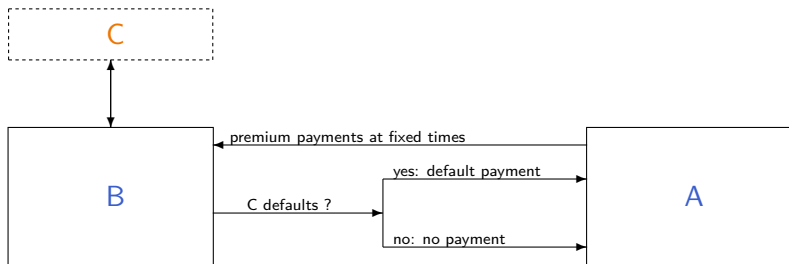 C
premium payments at fixed times
yes: default payment
B
A
C defaults ?
no: no payment